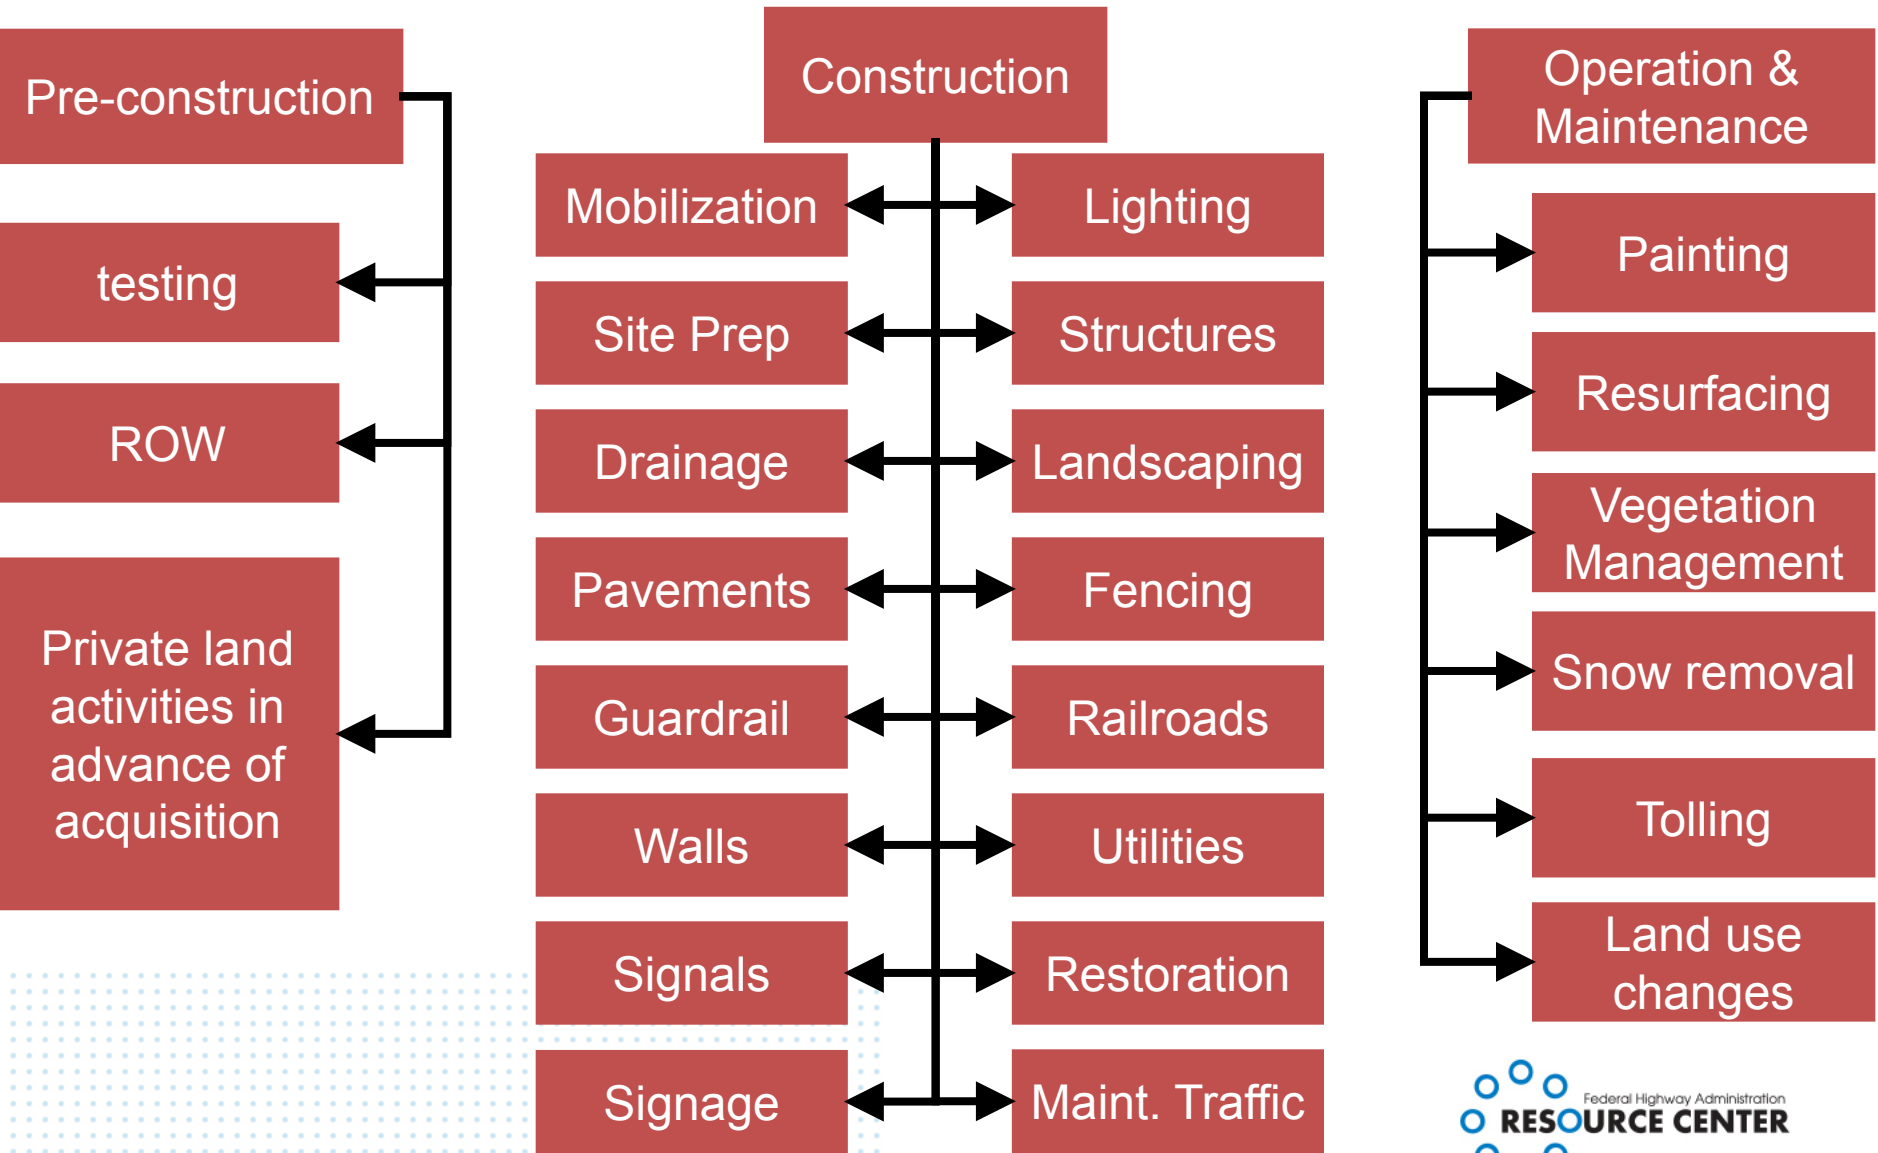 Pre-construction
testing
ROW
Private land
activities in
advance of
acquisition
Construction
Mobilization
Lighting
Site Prep
Structures
Drainage
Landscaping
Pavements
Fencing
Guardrail
Railroads
Walls
Utilities
Signals
Restoration
Signage
Maint. Traffic
Operation &
Maintenance
Painting
Resurfacing
Vegetation
Management
Snow removal
Tolling
Land use
changes
Federal Highway Administration
RESOURCE CENTER